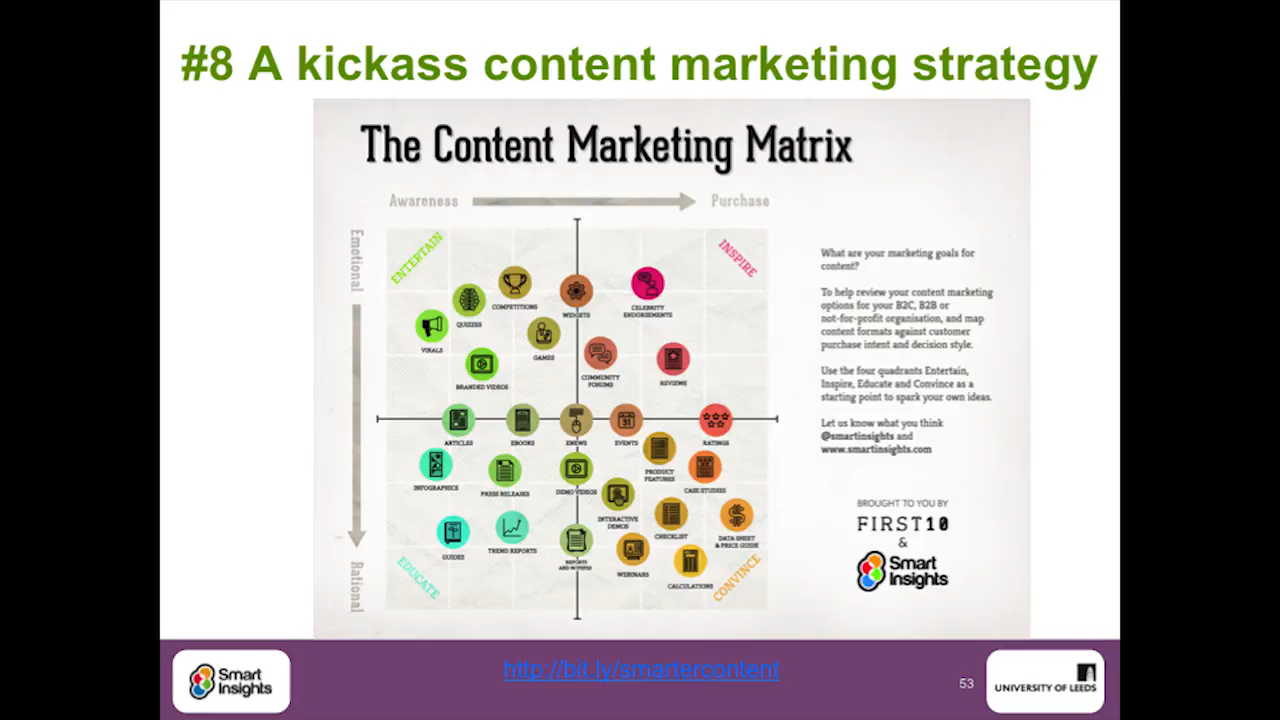 #8 A kickass content marketing strategy
The Content Marketing Matrix
Awareness
Purchase
Emotional
Rational
ENTERTAIN
INSPIRE
COMPETITIONS
WIDGETS
CELEBRITY
ENDORSEMENTS
QUIZZES
VIRALS
GAMES
BRANDED VIDEOS
COMMUNITY
FORUMS
REVIEWS
ARTICLES
EBOOKS
ENEWS
31
EVENTS
RATINGS
INFOGRAPHICS
PRESS RELEASES
DEMO VIDEOS
PRODUCT
FEATURES
CASE STUDIES
INTERACTIVE
DEMOS
CHECKLIST
DATA SHEET
& PRICE GUIDE
GUIDES
TREND REPORTS
REPORTS
WEBINARS
CALCULATIONS
EDUCATE
CONVINCE
What are your marketing goals for
content?
To help review your content marketing
options for your B2C, B2B or
not-for-profit organisation, and map
content formats against customer
purchase intent and decision style.
Use the four quadrants Entertain,
Inspire, Educate and Convince as a
starting point to spark your own ideas.
Let us know what you think
@smartinsights and
www.smartinsights.com
BROUGHT TO YOU BY
FIRST10
&
Smart
Insights
Smart
Insights
http://bit.ly/smartercontent
53
UNIVERSITY OF LEEDS